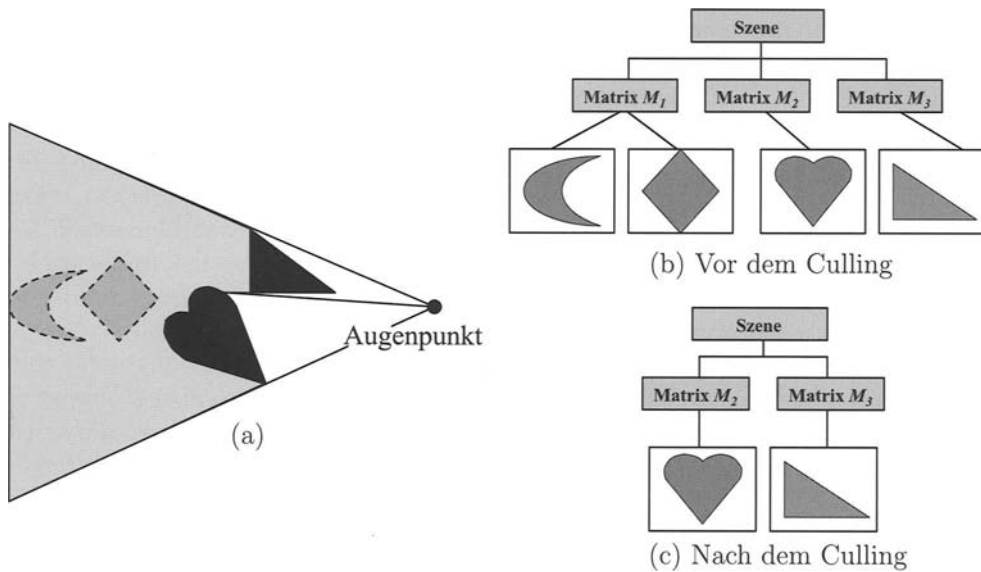 Augenpunkt
(a)
Szene
Matrix M₁ Matrix M₂ Matrix M₃
(b) Vor dem Culling
Szene
Matrix M₂ Matrix M₃
(c) Nach dem Culling